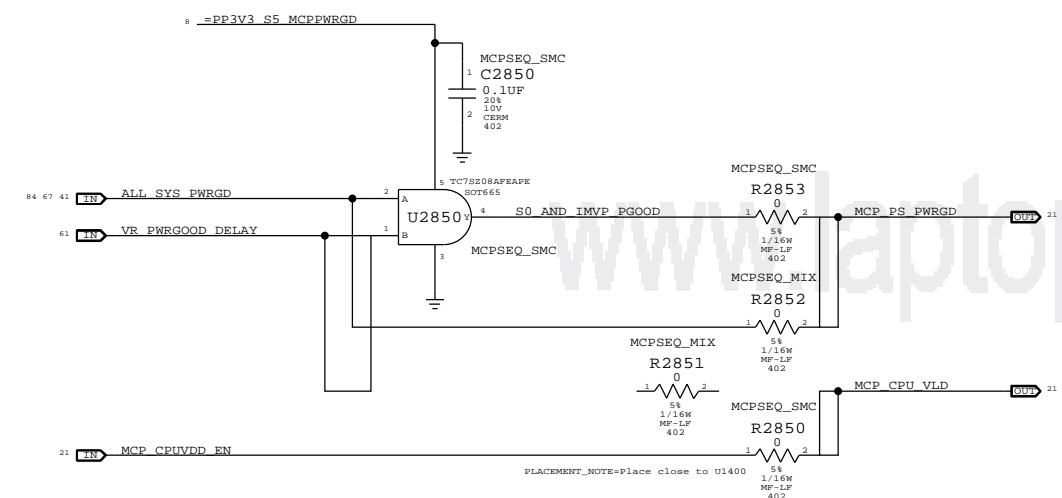 8 =PP3V3_S5_MCPPWRGD
MCPSEQ_SMC
1 C2850
0.1UF
20%
10V
CERM
402
2
5 TC7SZ08AFEAPE
SOT665
84 67 41 IN ALL_SYS_PWRGD 2 A
U2850 Y 4 S0_AND_IMVP_PGOOD
61 IN VR_PWRGOOD_DELAY 1 B
MCPSEQ_SMC
3
MCPSEQ_SMC
R2853
0
1 2 MCP_PS_PWRGD OUT 21
5%
1/16W
MF-LF
402
www.laptop
MCPSEQ_MIX
R2852
0
1 2
5%
1/16W
MF-LF
402
MCPSEQ_MIX
R2851
0
1 2
5%
1/16W
MF-LF
402
MCP_CPU_VLD OUT 21
MCPSEQ_SMC
R2850
0
21 IN MCP_CPUVDD_EN 1 2
PLACEMENT_NOTE=Place close to U1400
5%
1/16W
MF-LF
402